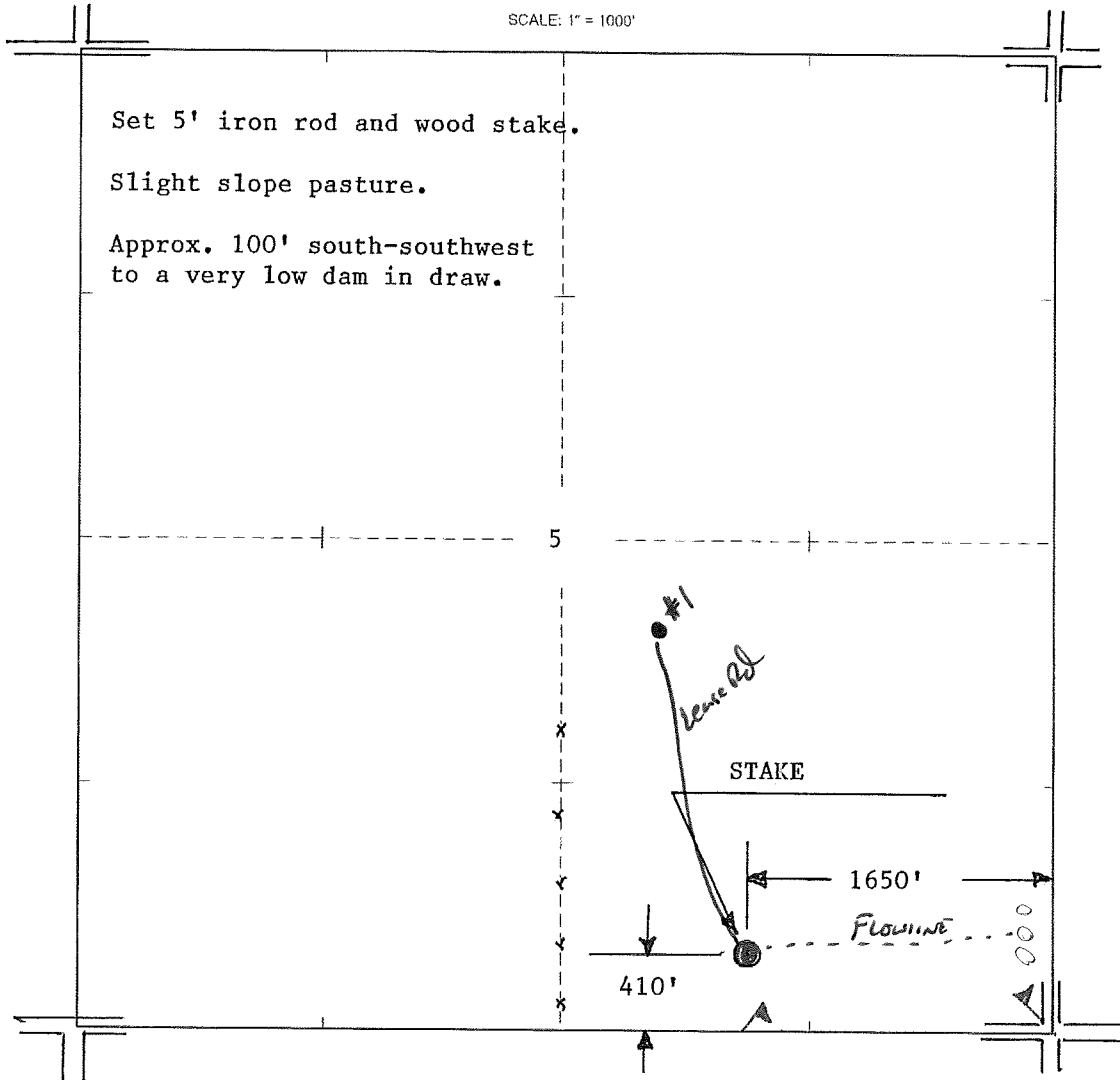 SCALE: 1" = 1000'
Set 5' iron rod and wood stake.
Slight slope pasture.
Approx. 100' south-southwest
to a very low dam in draw.
5
#1
Lease Rd
STAKE
1650'
FLOWLINE
410'